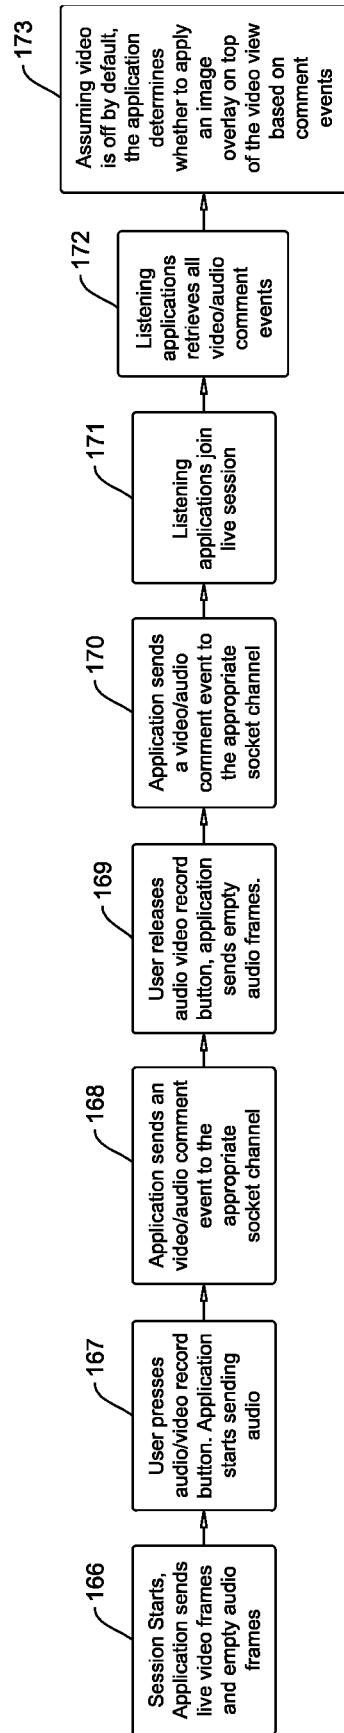 166
Session Starts,
Application sends
live video frames
and empty audio
frames
167
User presses
audio/video record
button. Application
starts sending
audio
168
Application sends an
video/audio comment
event to the
appropriate
socket channel
169
User releases
audio video record
button, application
sends empty
audio frames.
170
Application sends
a video/audio
comment event to
the appropriate
socket channel
171
Listening
applications join
live session
172
Listening
applications
retrieves all
video/audio
comment
events
173
Assuming video
is off by default,
the application
determines
whether to apply
an image
overlay on top
of the video view
based on
comment
events